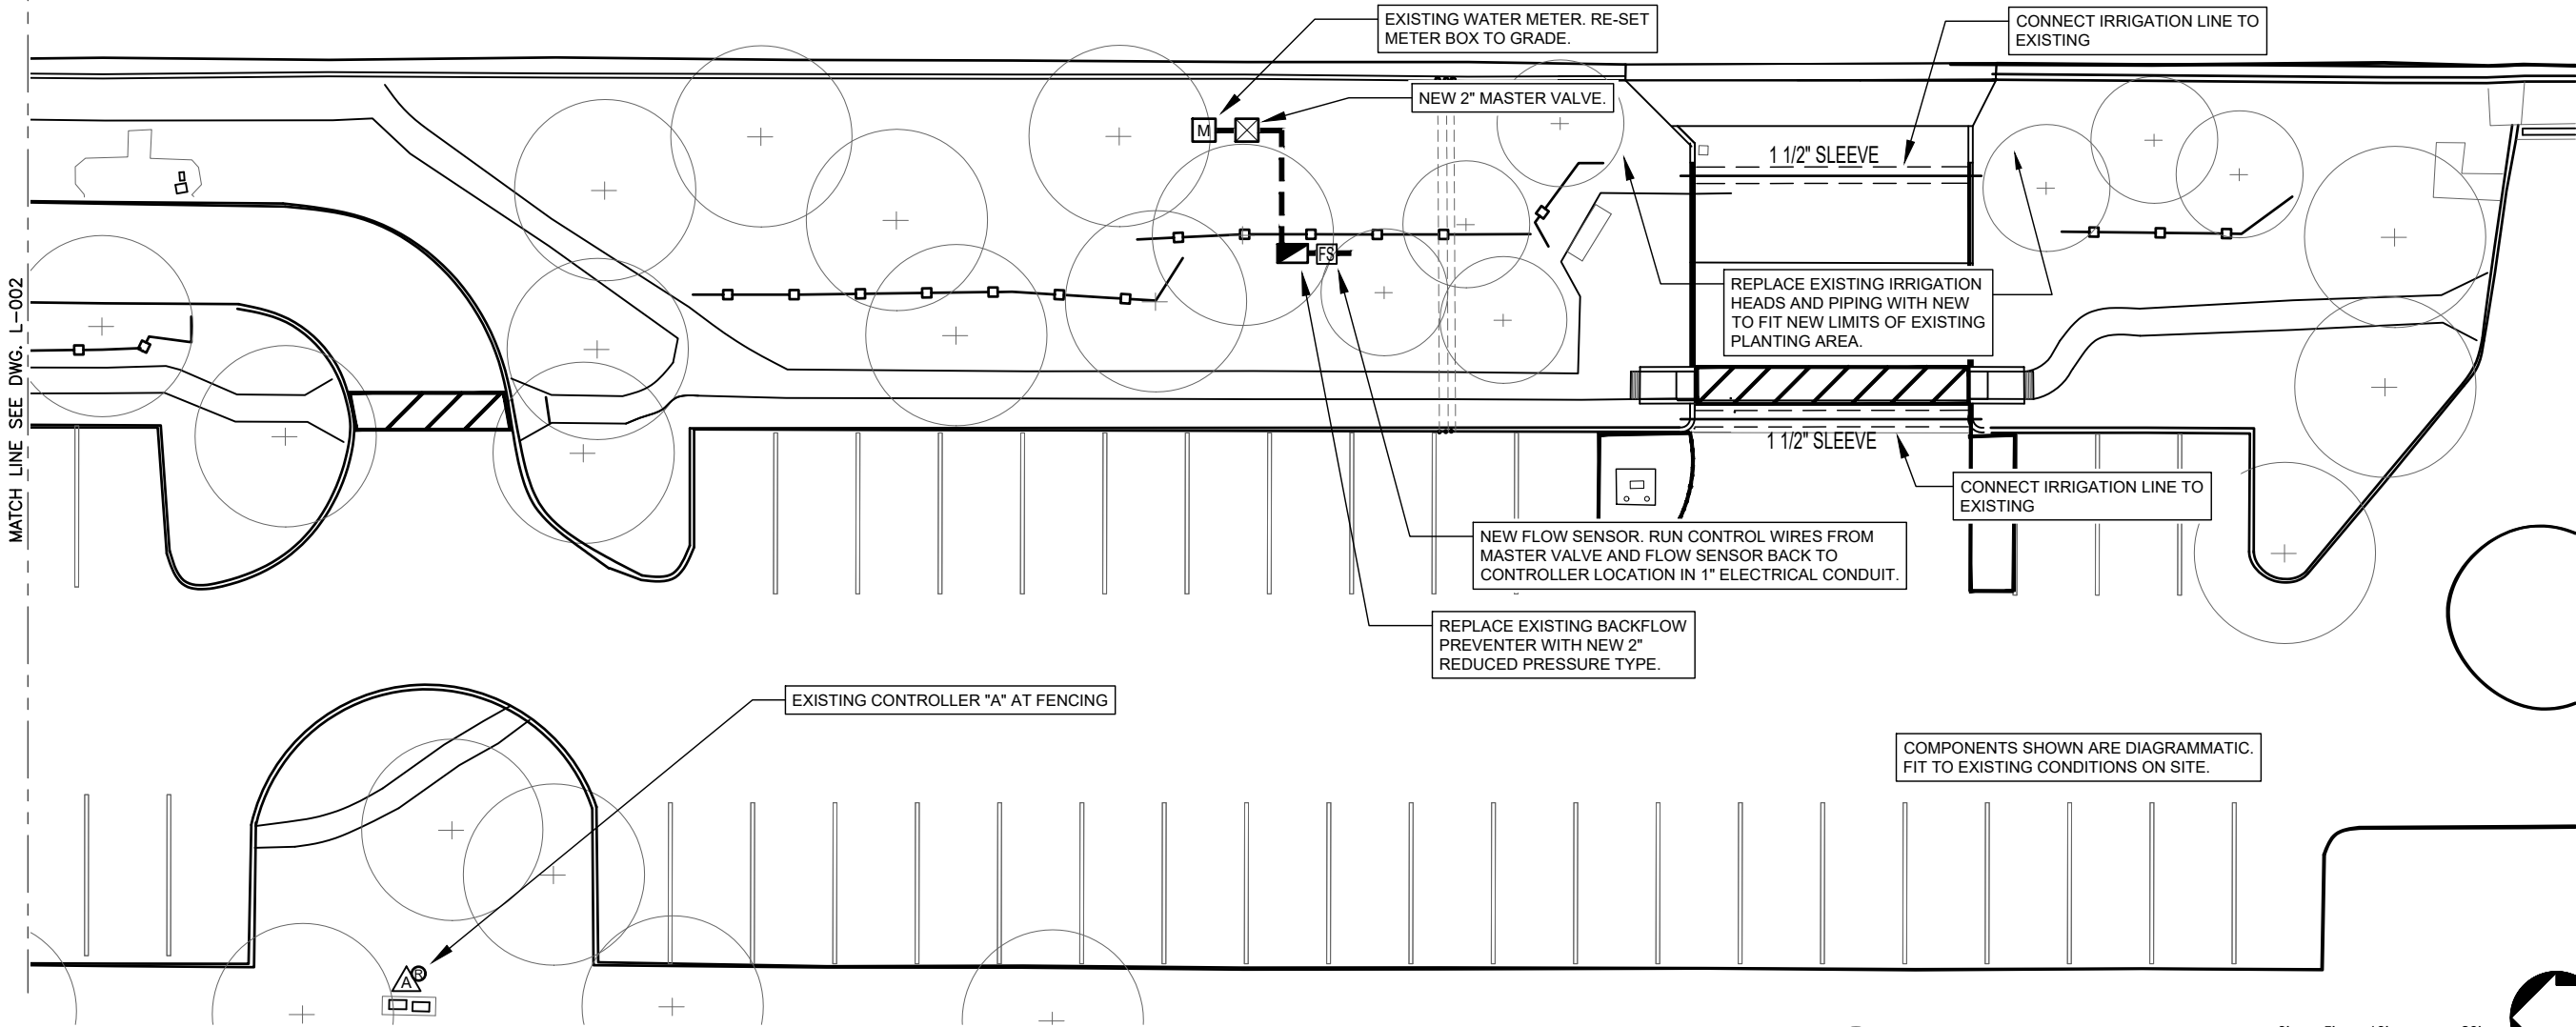 EXISTING WATER METER. RE-SET
METER BOX TO GRADE.
CONNECT IRRIGATION LINE TO
EXISTING
NEW 2" MASTER VALVE.
M
1 1/2" SLEEVE
FS
REPLACE EXISTING IRRIGATION
HEADS AND PIPING WITH NEW
TO FIT NEW LIMITS OF EXISTING
PLANTING AREA.
MATCH LINE SEE DWG. L-002
1 1/2" SLEEVE
CONNECT IRRIGATION LINE TO
EXISTING
NEW FLOW SENSOR. RUN CONTROL WIRES FROM
MASTER VALVE AND FLOW SENSOR BACK TO
CONTROLLER LOCATION IN 1" ELECTRICAL CONDUIT.
REPLACE EXISTING BACKFLOW
PREVENTER WITH NEW 2"
REDUCED PRESSURE TYPE.
EXISTING CONTROLLER "A" AT FENCING
COMPONENTS SHOWN ARE DIAGRAMMATIC.
FIT TO EXISTING CONDITIONS ON SITE.
A
R